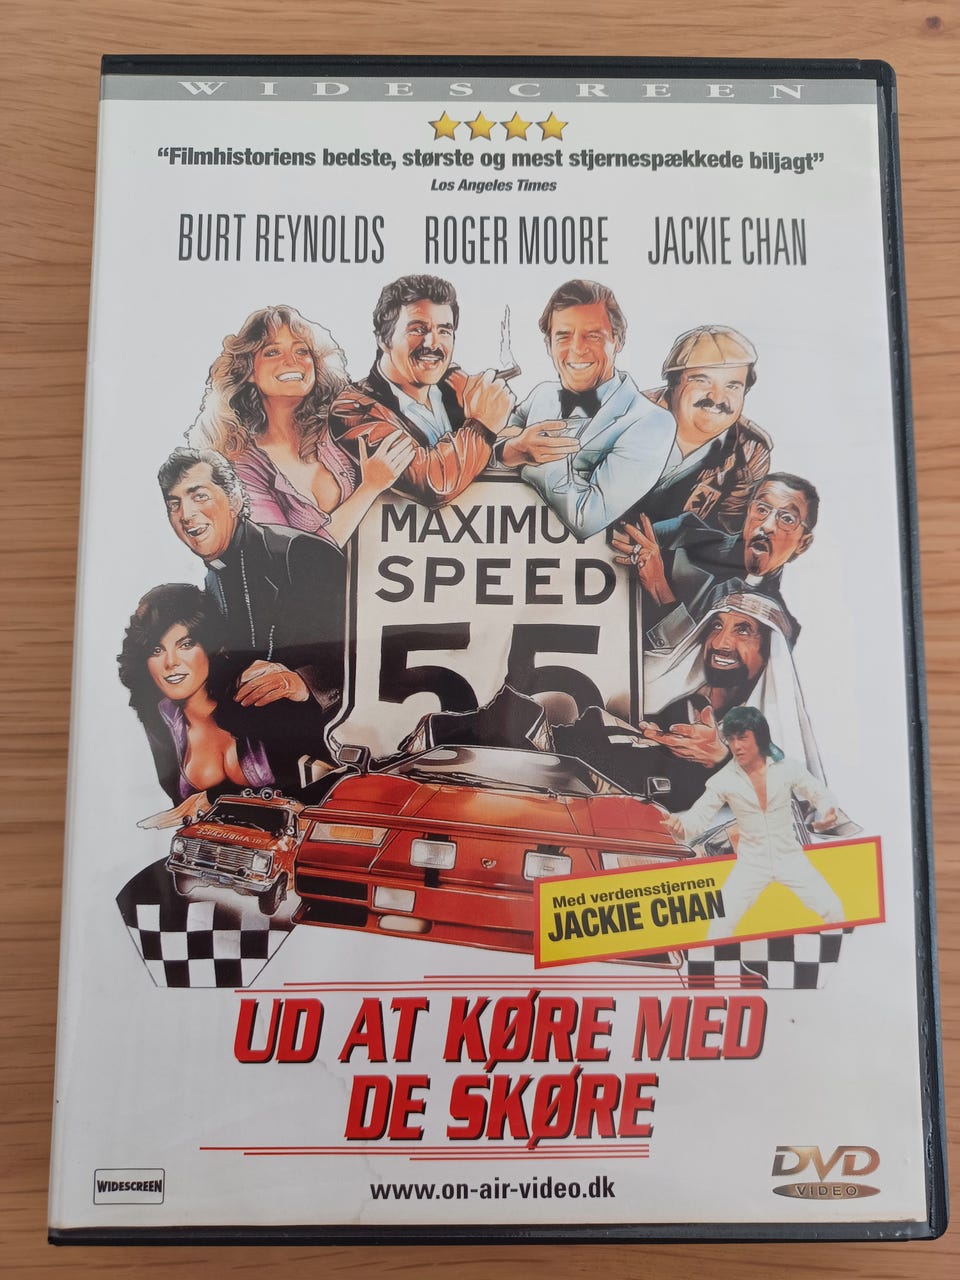 WIDESCREEN
“Filmhistoriens bedste, største og mest stjernespækkede biljagt”
Los Angeles Times
BURT REYNOLDS ROGER MOORE JACKIE CHAN
MAXIMUM
SPEED
55
AMBULANCE
Med verdensstjernen
JACKIE CHAN
UD AT KØRE MED
DE SKØRE
WIDESCREEN
www.on-air-video.dk
DVD
VIDEO